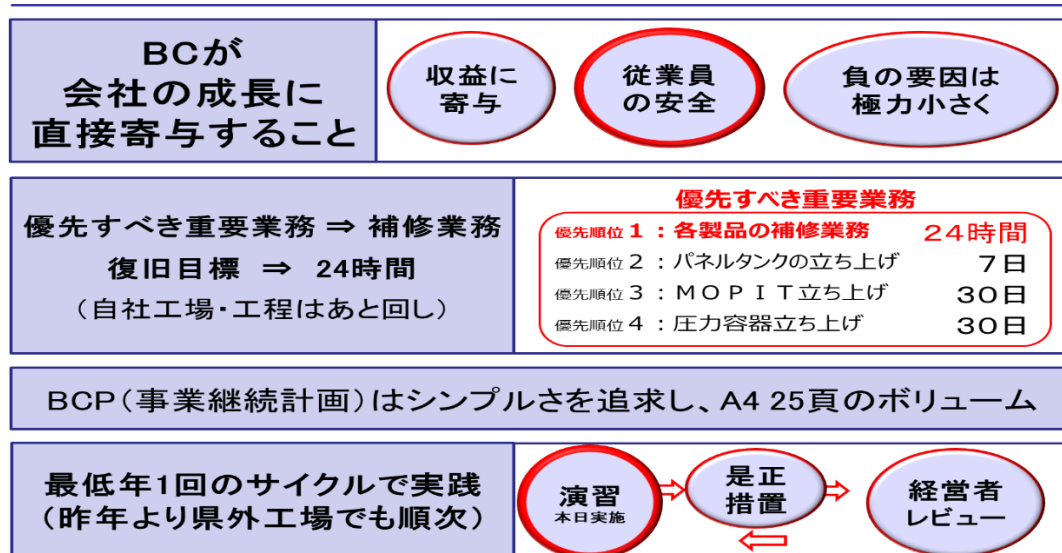 BCが
会社の成長に
直接寄与すること
収益に
寄与
従業員
の安全
負の要因は
極力小さく
優先すべき重要業務 ⇒ 補修業務
復旧目標 ⇒ 24時間
（自社工場・工程はあと回し）
優先すべき重要業務
優先順位1：各製品の補修業務 24時間
優先順位2：パネルタンクの立ち上げ 7日
優先順位3：ＭＯＰＩＴ立ち上げ 30日
優先順位4：圧力容器立ち上げ 30日
BCP（事業継続計画）はシンプルさを追求し、A4 25頁のボリューム
最低年1回のサイクルで実践
（昨年より県外工場でも順次）
演習
本日実施
是正
措置
経営者
レビュー